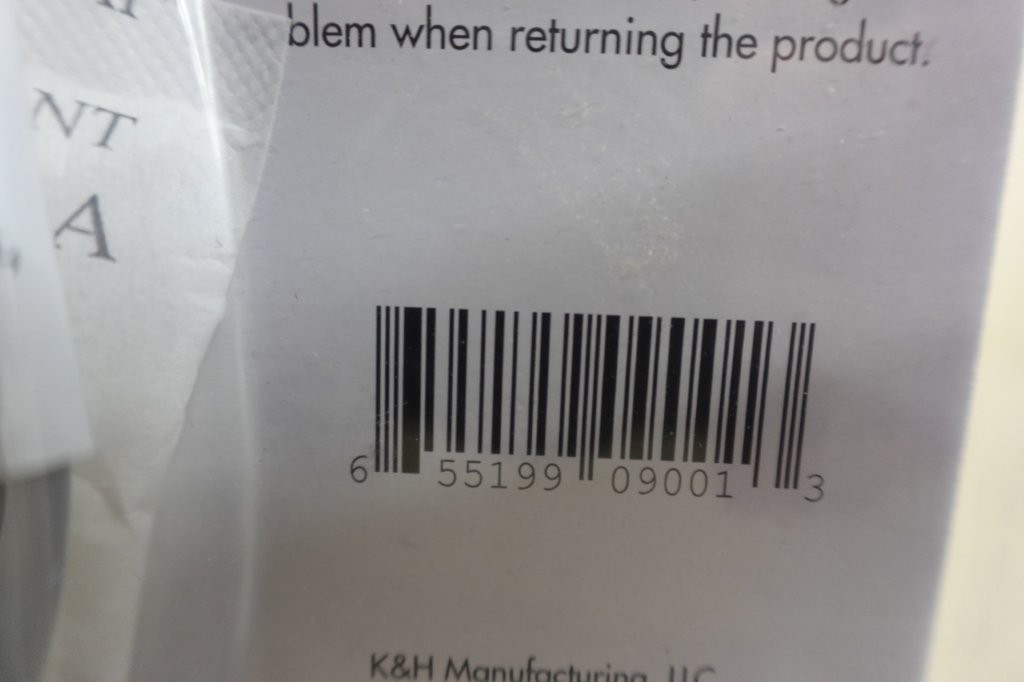 blem when returning the product.
NT
A
6 55199 09001 3
K&H Manufacturing, LLC